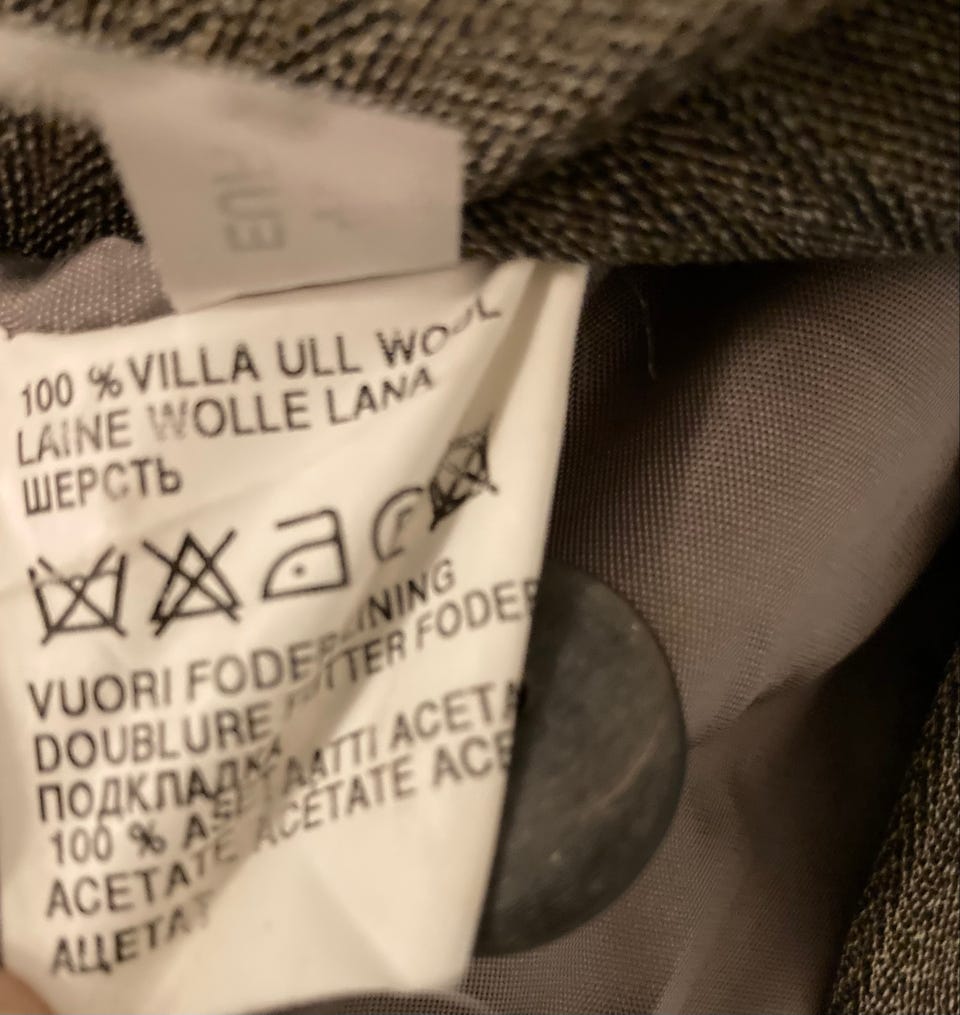 100 % VILLA ULL WOOL
LAINE WOLLE LANA
ШЕРСТЬ
F
VUORI FODER LINING
DOUBLURE FUTTER FODER
ПОДКЛАДКА
100 % ASETAATTI ACETA
ACETATE ACETATE ACE
АЦЕТАТ